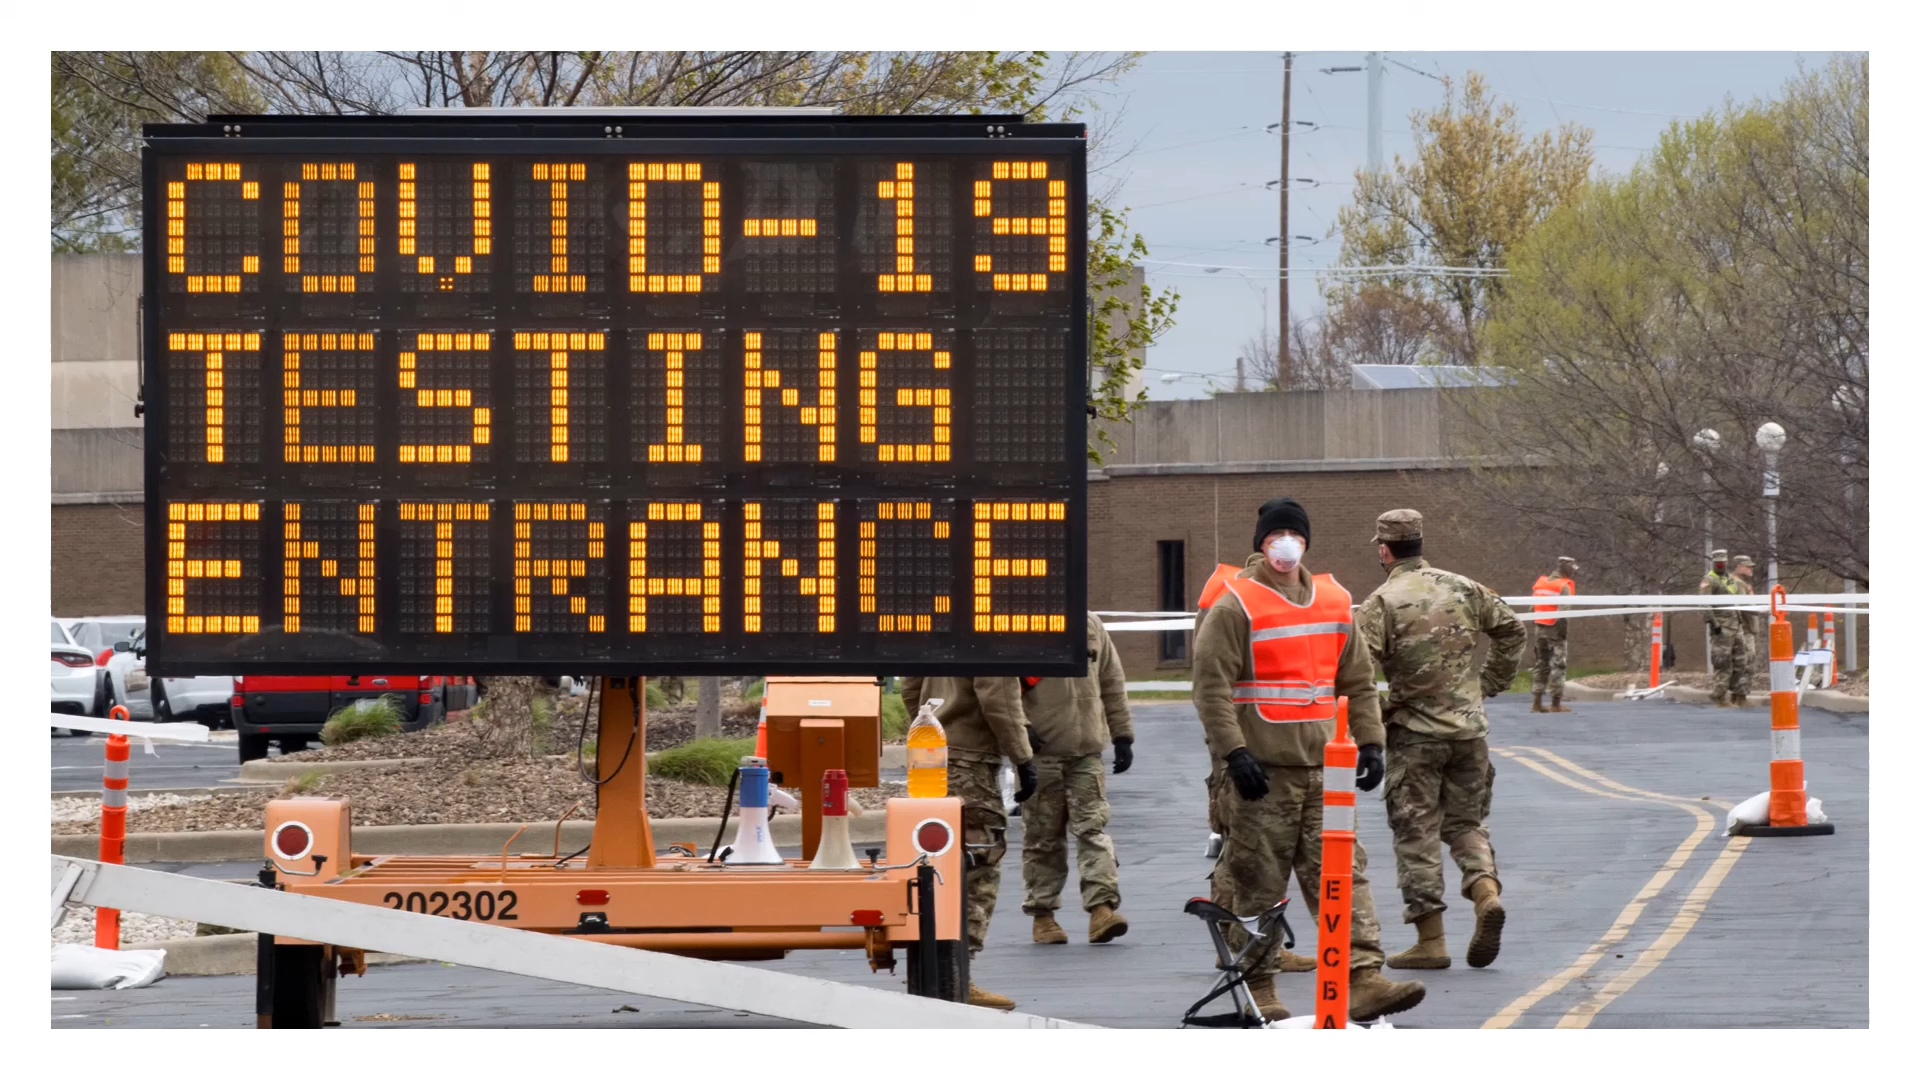 COVID-19
TESTING
ENTRANCE
202302
EVCBA